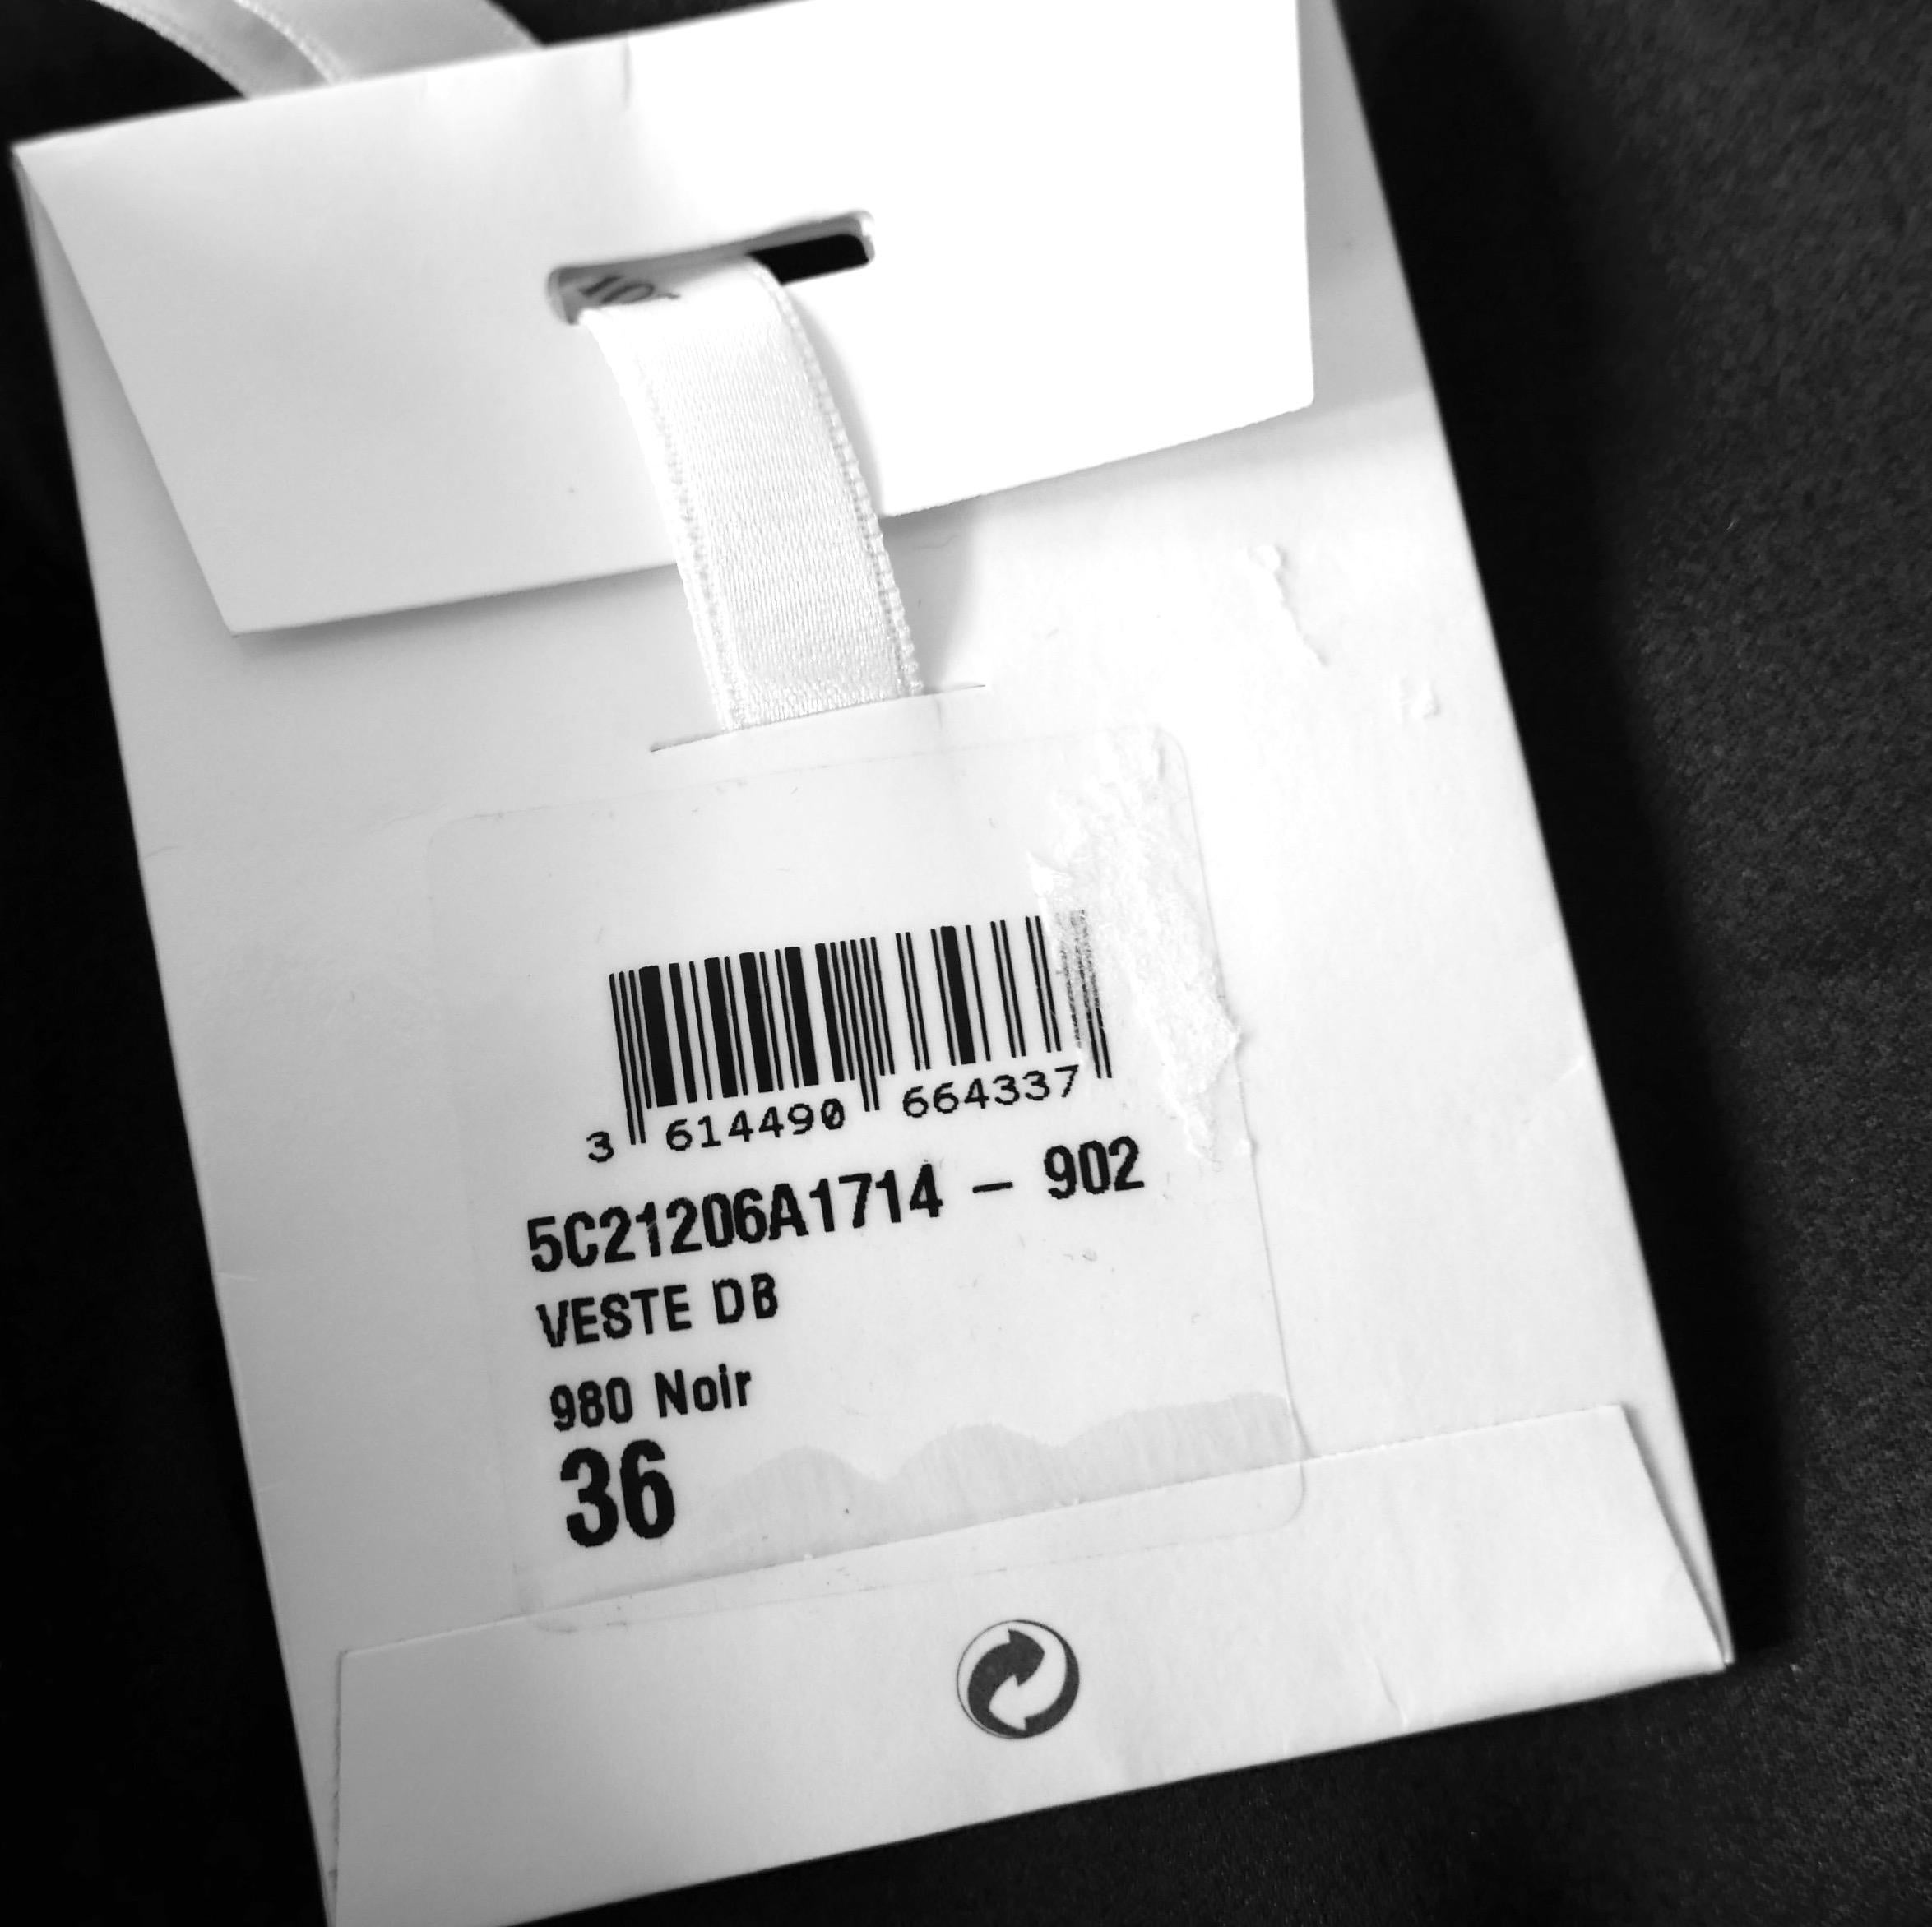 3 614490 664337
5C21206A1714 - 902
VESTE DB
980 Noir
36